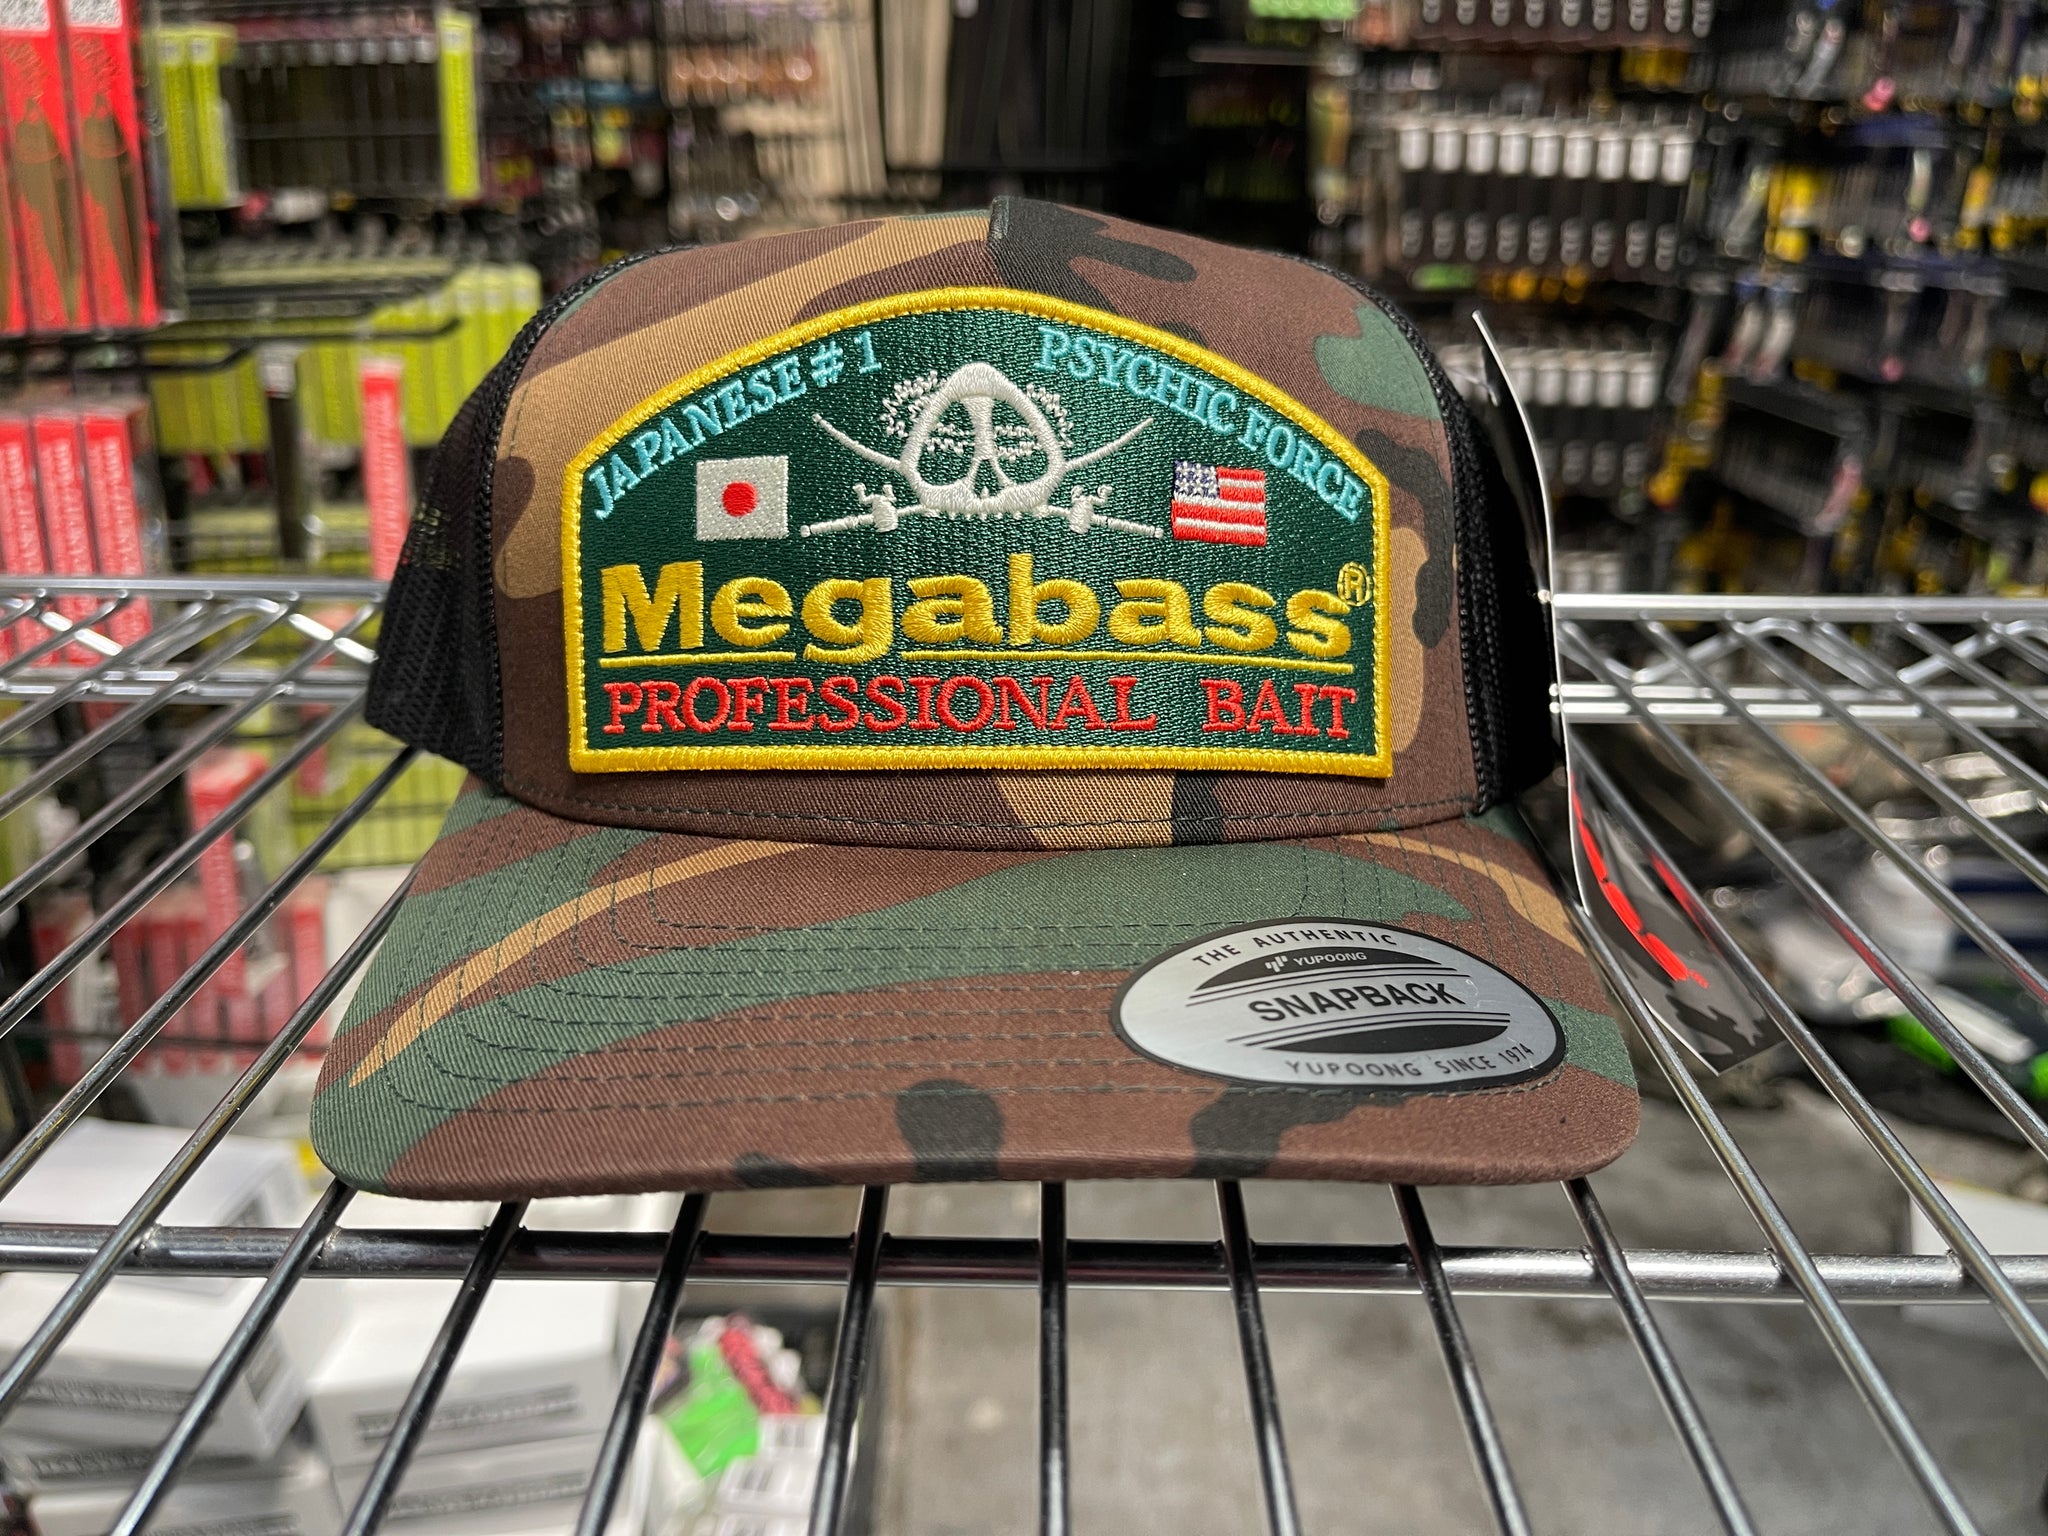 JAPANESE # 1 PSYCHIC FORCE
Megabass®
PROFESSIONAL BAIT
THE AUTHENTIC
YUPOONG
SNAPBACK
YUPOONG SINCE 1974